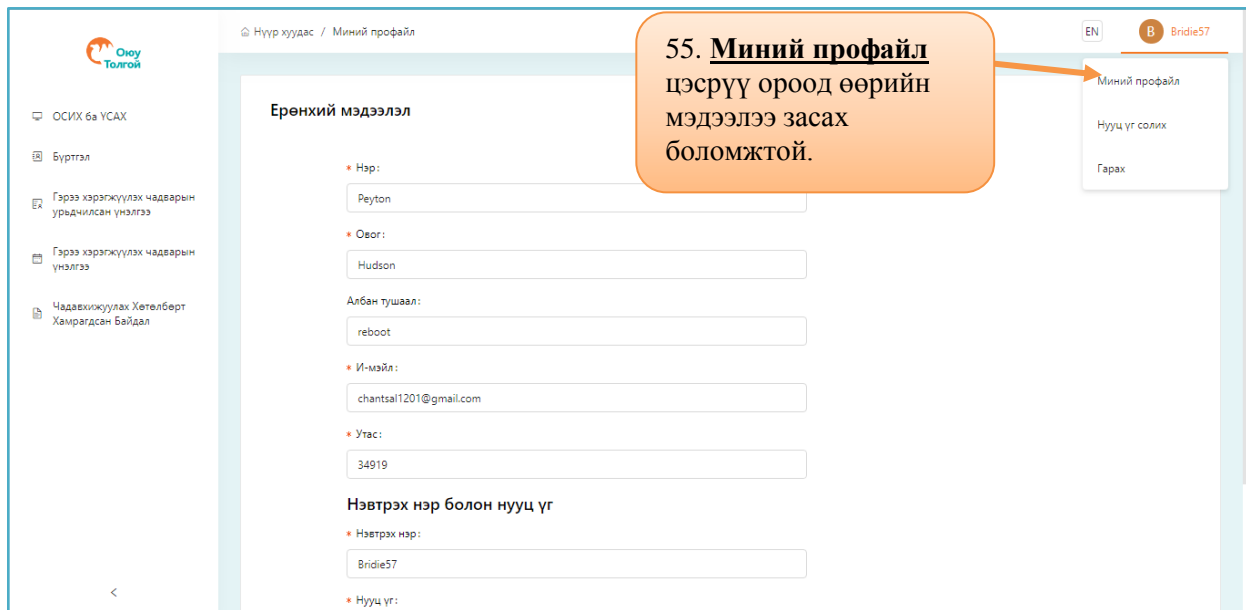 Оюу
Толгой
Нүүр хуудас / Миний профайл
EN
B
Bridie57
55. Миний профайл
цэсрүү ороод өөрийн
мэдээлээ засах
боломжтой.
Миний профайл
Нууц үг солих
Гарах
ОСИХ ба УСАХ
Бүртгэл
Гэрээ хэрэгжүүлэх чадварын
урьдчилсан үнэлгээ
Гэрээ хэрэгжүүлэх чадварын
үнэлгээ
Чадавхижуулах Хөтөлбөрт
Хамрагдсан Байдал
<
Ерөнхий мэдээлэл
* Нэр:
Peyton
* Овог:
Hudson
Албан тушаал:
reboot
* И-мэйл:
chantsal1201@gmail.com
* Утас:
34919
Нэвтрэх нэр болон нууц үг
* Нэвтрэх нэр:
Bridie57
* Нууц үг: